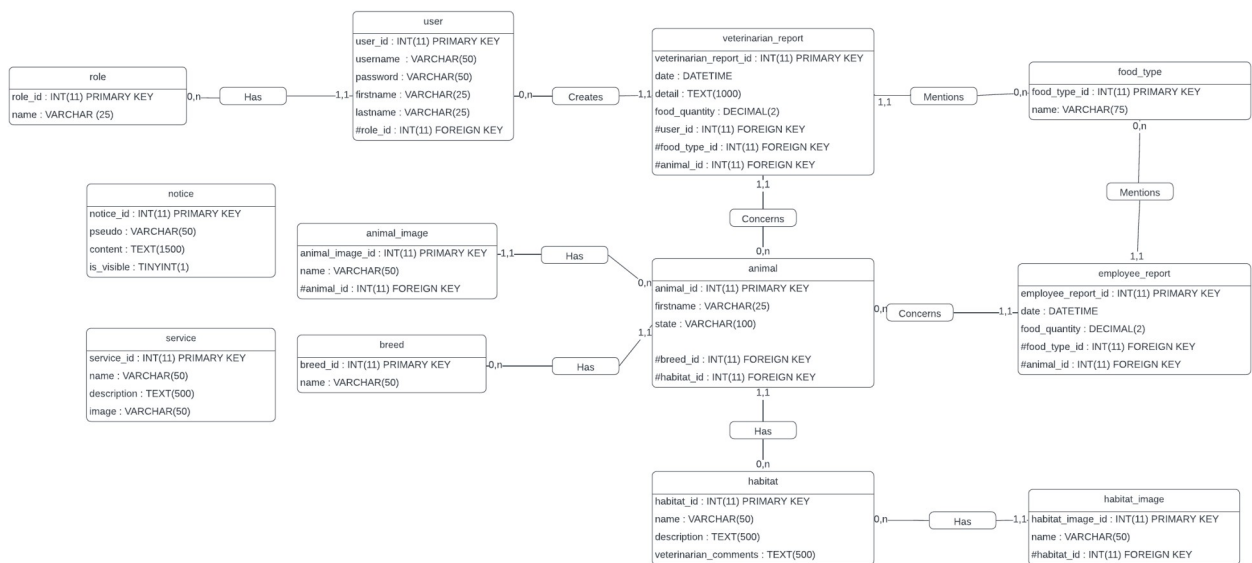 role
role_id : INT(11) PRIMARY KEY
name : VARCHAR (25)
0,n
Has
1,1
user
user_id : INT(11) PRIMARY KEY
username : VARCHAR(50)
password : VARCHAR(50)
firstname : VARCHAR(25)
lastname : VARCHAR(25)
#role_id : INT(11) FOREIGN KEY
0,n
Creates
1,1
veterinarian_report
veterinarian_report_id : INT(11) PRIMARY KEY
date : DATETIME
detail : TEXT(1000)
food_quantity : DECIMAL(2)
#user_id : INT(11) FOREIGN KEY
#food_type_id : INT(11) FOREIGN KEY
#animal_id : INT(11) FOREIGN KEY
1,1
Mentions
0,n
food_type
food_type_id : INT(11) PRIMARY KEY
name: VARCHAR(75)
0,n
Mentions
1,1
1,1
Concerns
0,n
notice
notice_id : INT(11) PRIMARY KEY
pseudo : VARCHAR(50)
content : TEXT(1500)
is_visible : TINYINT(1)
animal_image
animal_image_id : INT(11) PRIMARY KEY
name : VARCHAR(50)
#animal_id : INT(11) FOREIGN KEY
1,1
Has
0,n
animal
animal_id : INT(11) PRIMARY KEY
firstname : VARCHAR(25)
state : VARCHAR(100)
#breed_id : INT(11) FOREIGN KEY
#habitat_id : INT(11) FOREIGN KEY
0,n
Concerns
1,1
employee_report
employee_report_id : INT(11) PRIMARY KEY
date : DATETIME
food_quantity : DECIMAL(2)
#food_type_id : INT(11) FOREIGN KEY
#animal_id : INT(11) FOREIGN KEY
service
service_id : INT(11) PRIMARY KEY
name : VARCHAR(50)
description : TEXT(500)
image : VARCHAR(50)
breed
breed_id : INT(11) PRIMARY KEY
name : VARCHAR(50)
0,n
Has
1,1
1,1
Has
0,n
habitat
habitat_id : INT(11) PRIMARY KEY
name : VARCHAR(50)
description : TEXT(500)
veterinarian_comments : TEXT(500)
0,n
Has
1,1
habitat_image
habitat_image_id : INT(11) PRIMARY KEY
name : VARCHAR(50)
#habitat_id : INT(11) FOREIGN KEY